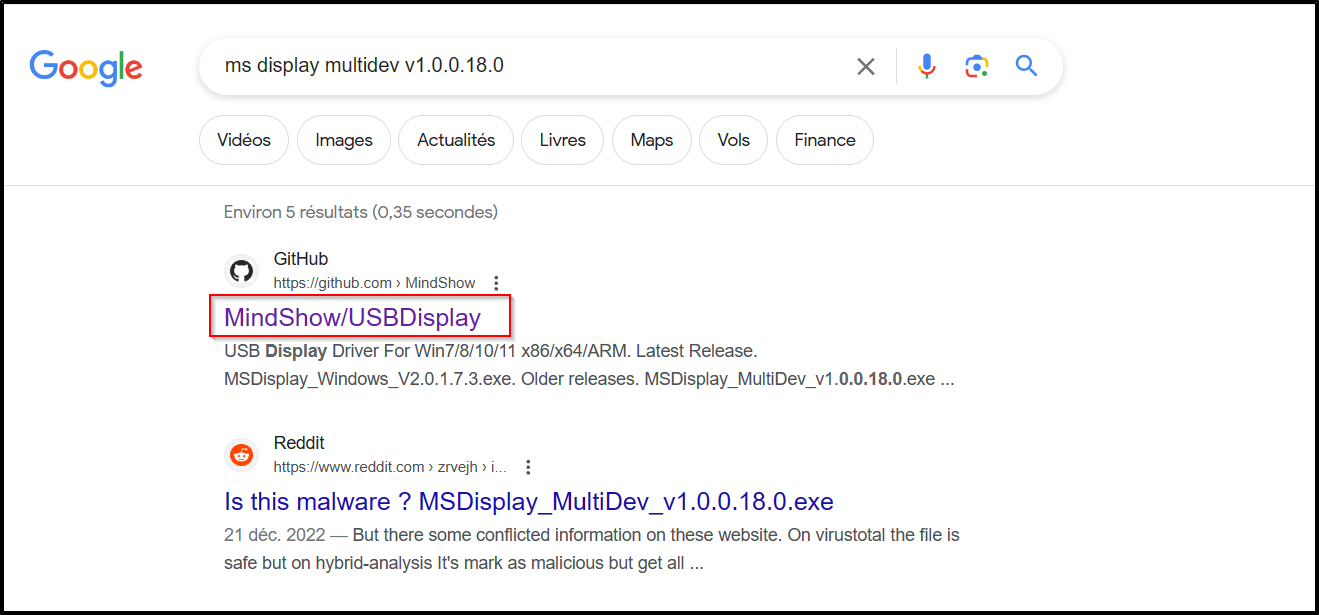 Google
ms display multidev v1.0.0.18.0
Vidéos
Images
Actualités
Livres
Maps
Vols
Finance
Environ 5 résultats (0,35 secondes)
GitHub
https://github.com › MindShow
MindShow/USBDisplay
USB Display Driver For Win7/8/10/11 x86/x64/ARM. Latest Release.
MSDisplay_Windows_V2.0.1.7.3.exe. Older releases. MSDisplay_MultiDev_v1.0.0.18.0.exe ...
Reddit
https://www.reddit.com › zrvejh › i...
Is this malware ? MSDisplay_MultiDev_v1.0.0.18.0.exe
21 déc. 2022 — But there some conflicted information on these website. On virustotal the file is
safe but on hybrid-analysis It's mark as malicious but get all ...